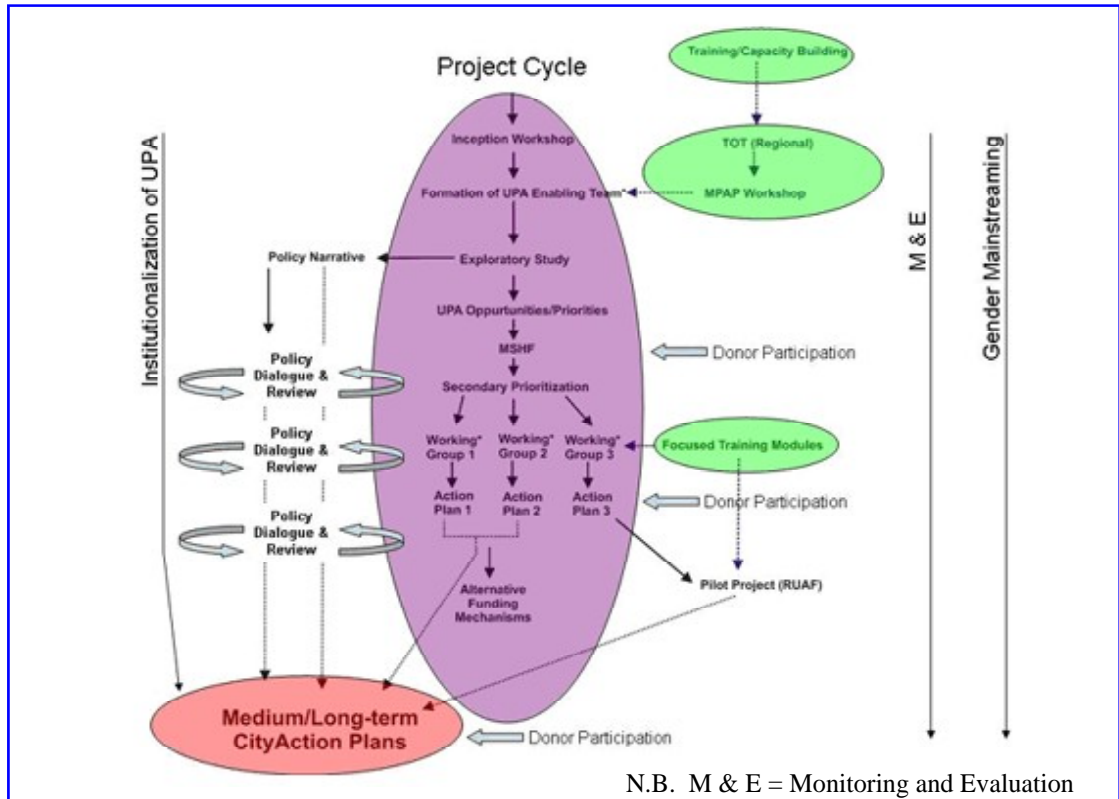 Training/Capacity Building
Project Cycle
Inception Workshop
TOT (Regional)
Formation of UPA Enabling Team*
MPAP Workshop
Institutionalization of UPA
M & E
Gender Mainstreaming
Policy Narrative
Exploratory Study
UPA Oppurtunities/Priorities
MSHF
Donor Participation
Policy
Dialogue &
Review
Secondary Prioritization
Working*
Group 1
Working*
Group 2
Working*
Group 3
Focused Training Modules
Policy
Dialogue &
Review
Action
Plan 1
Action
Plan 2
Action
Plan 3
Donor Participation
Policy
Dialogue &
Review
Alternative
Funding
Mechanisms
Pilot Project (RUAF)
Medium/Long-term
CityAction Plans
Donor Participation
N.B. M & E = Monitoring and Evaluation